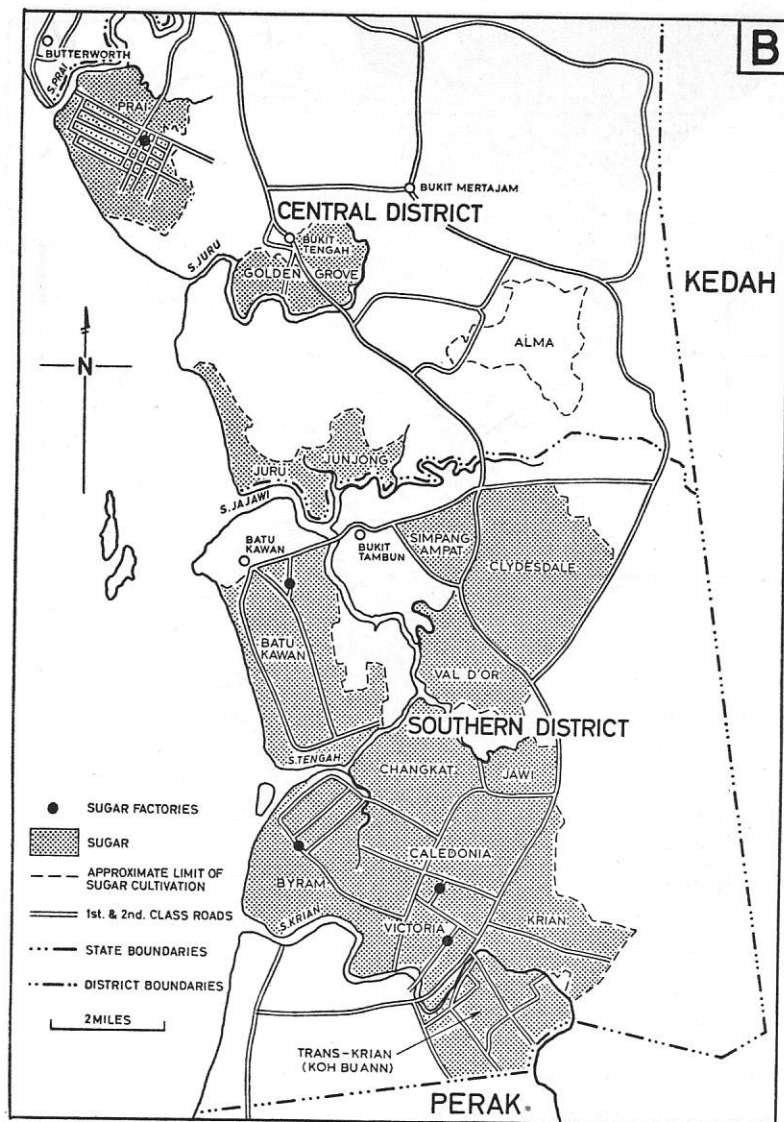 B
BUTTERWORTH
S.PRAI
PRAI
BUKIT MERTAJAM
CENTRAL DISTRICT
BUKIT
TENGAH
S.JURU
GOLDEN GROVE
KEDAH
N
ALMA
JURU
JUNJONG
S.JAJAWI
BATU
KAWAN
BUKIT
TAMBUN
SIMPANG
AMPAT
CLYDESDALE
BATU
KAWAN
VAL D'OR
SOUTHERN DISTRICT
S.TENGAH
CHANGKAT
JAWI
CALEDONIA
BYRAM
S.KRIAN
VICTORIA
KRIAN
SUGAR FACTORIES
SUGAR
APPROXIMATE LIMIT OF
SUGAR CULTIVATION
1st. & 2nd. CLASS ROADS
STATE BOUNDARIES
DISTRICT BOUNDARIES
2MILES
TRANS-KRIAN
(KOH BU ANN)
PERAK